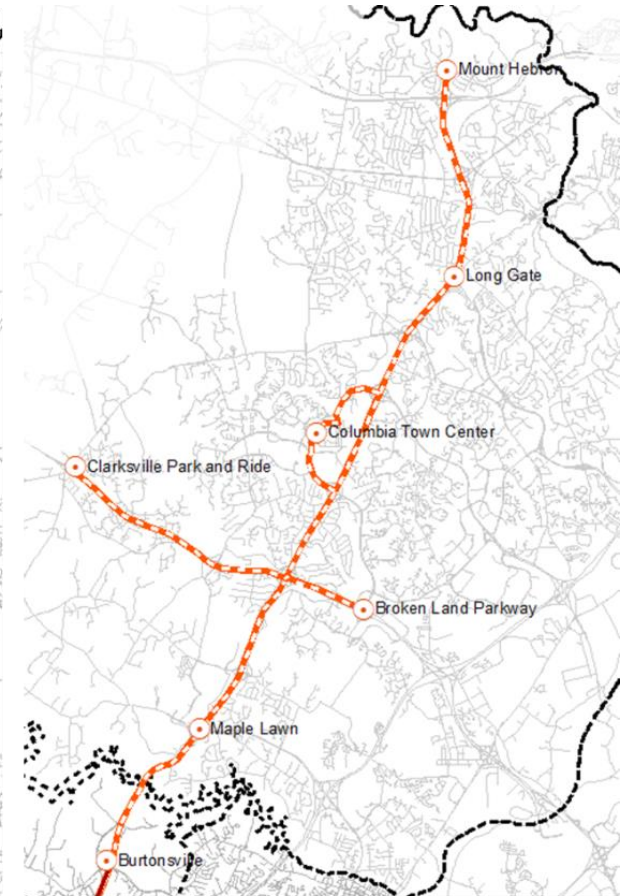 Mount Hebron
Long Gate
Columbia Town Center
Clarksville Park and Ride
Broken Land Parkway
Maple Lawn
Burtonsville